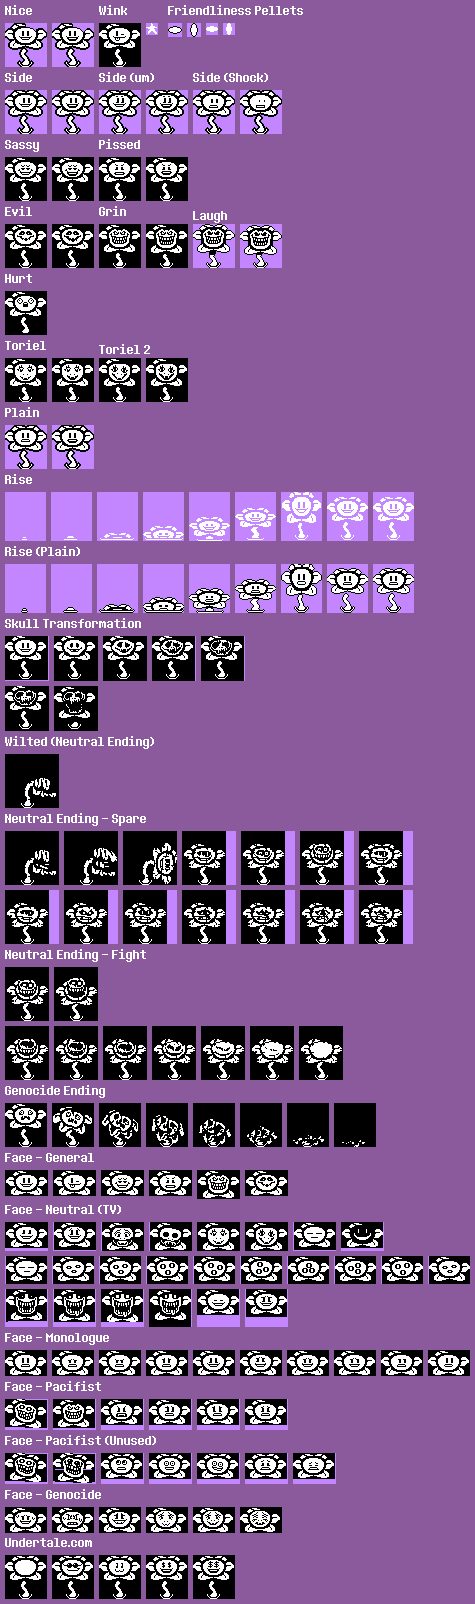 Nice Wink Friendliness Pellets
Side Side (um) Side (Shock)
Sassy Pissed
Evil Grin Laugh
Hurt
Toriel Toriel 2
Plain
Rise
Rise (Plain)
Skull Transformation
Wilted (Neutral Ending)
Neutral Ending - Spare
Neutral Ending - Fight
Genocide Ending
Face - General
Face - Neutral (TV)
Face - Monologue
Face - Pacifist
Face - Pacifist (Unused)
Face - Genocide
Undertale.com